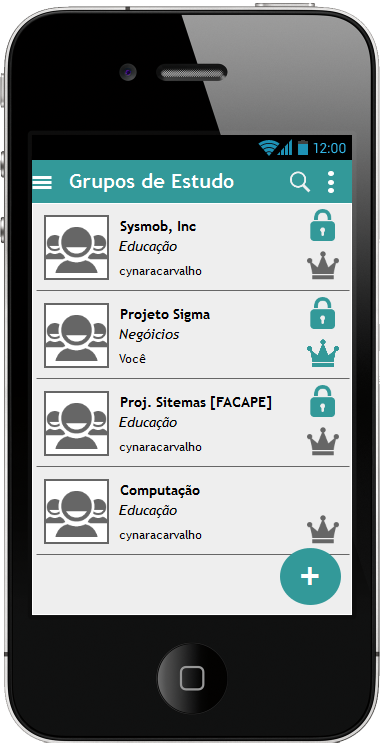 12:00
Grupos de Estudo
Sysmob, Inc
Educação
cynaracarvalho
Projeto Sigma
Negóicios
Você
Proj. Sitemas [FACAPE]
Educação
cynaracarvalho
Computação
Educação
cynaracarvalho
+